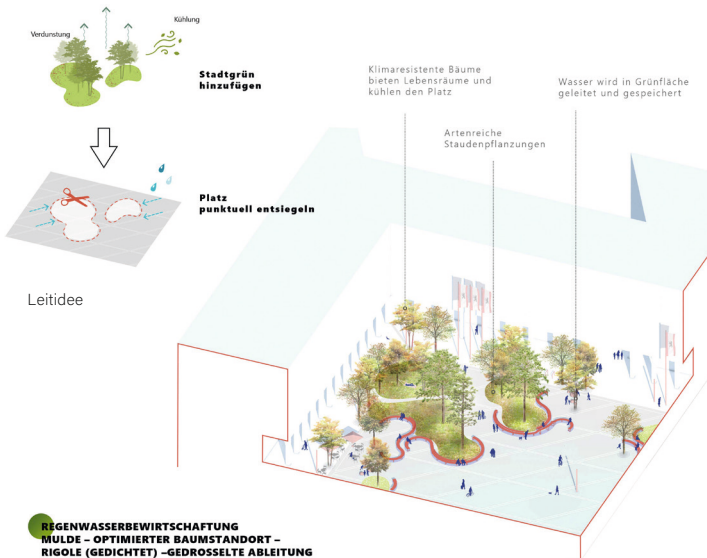 Verdunstung
Kühlung
Stadtgrün
hinzufügen
Klimaresistente Bäume
bieten Lebensräume und
kühlen den Platz
Wasser wird in Grünfläche
geleitet und gespeichert
Artenreiche
Staudenpflanzungen
Platz
punktuell entsiegeln
Leitidee
REGENWASSERBEWIRTSCHAFTUNG
MULDE – OPTIMIERTER BAUMSTANDORT –
RIGOLE (GEDICHTET) –GEDROSSELTE ABLEITUNG